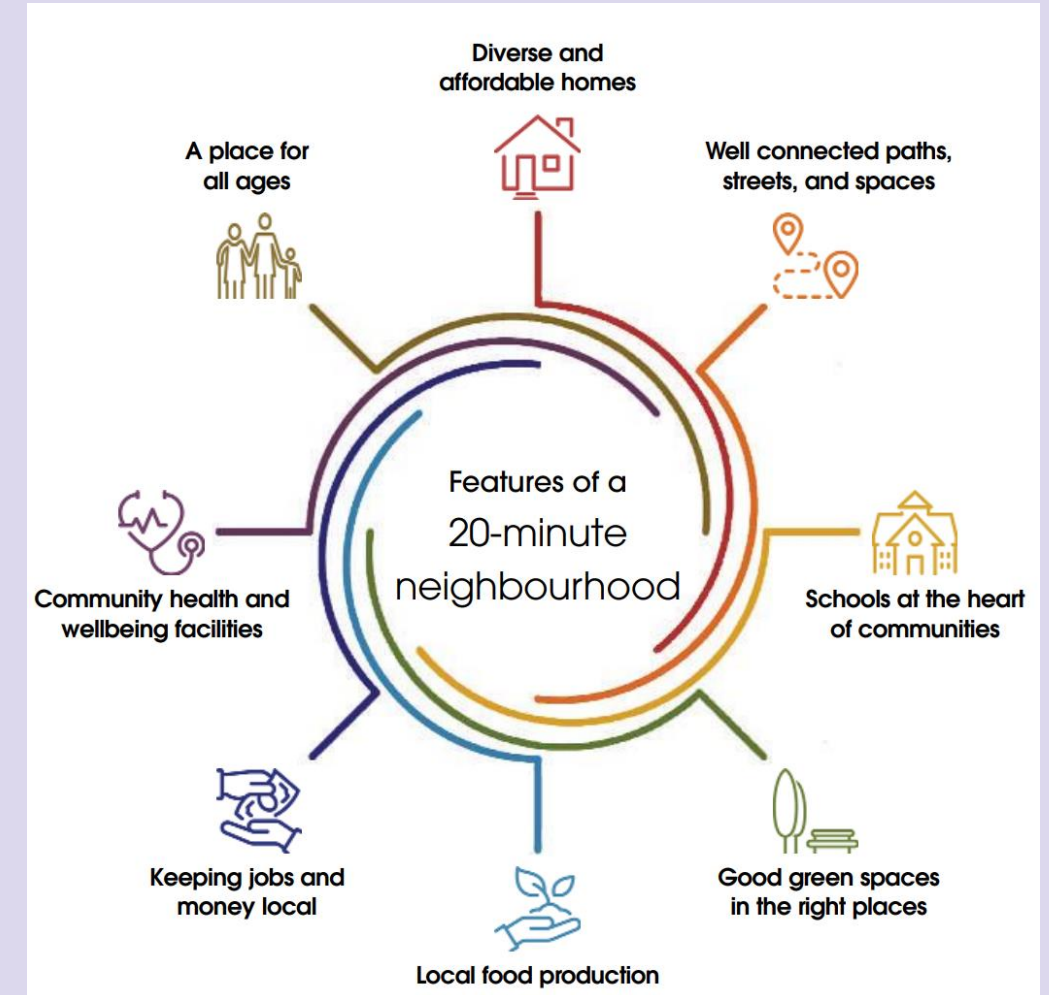 Diverse and
affordable homes
A place for
all ages
Well connected paths,
streets, and spaces
Features of a
20-minute
neighbourhood
Community health and
wellbeing facilities
Schools at the heart
of communities
Keeping jobs and
money local
Good green spaces
in the right places
Local food production